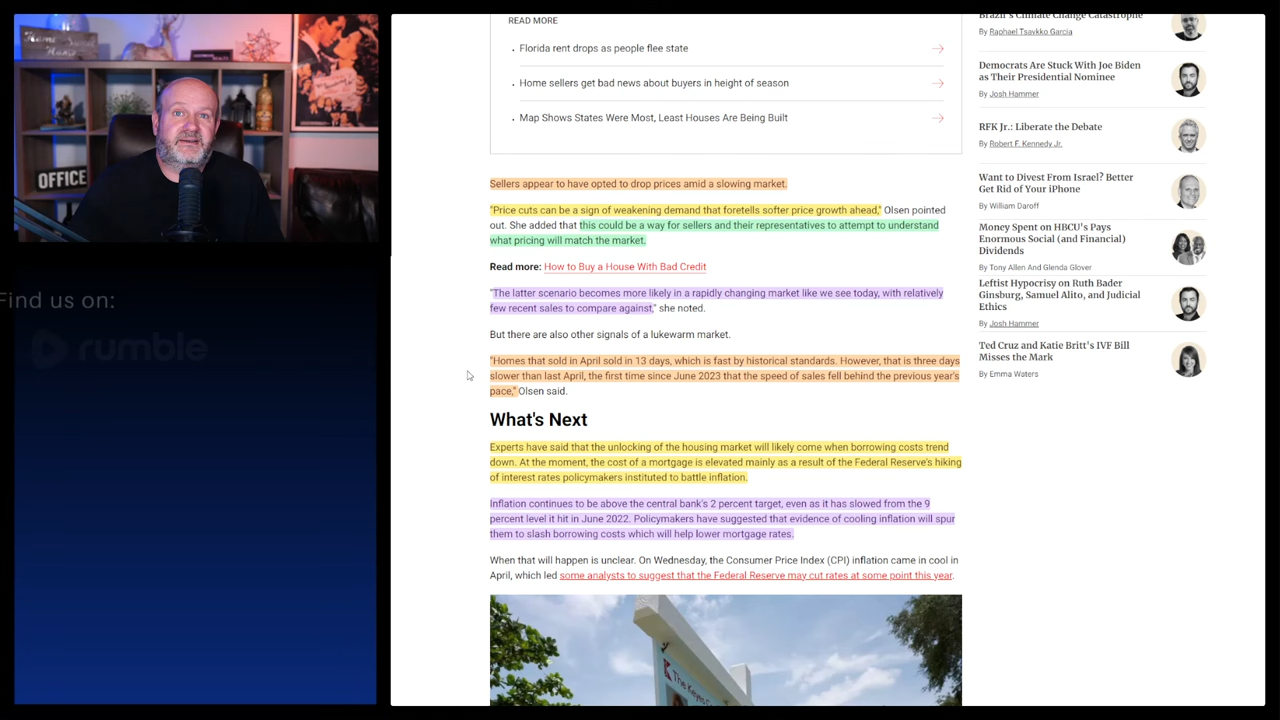 OFFICE
Find us on:
rumble
READ MORE
Florida rent drops as people flee state
Home sellers get bad news about buyers in height of season
Map Shows States Were Most, Least Houses Are Being Built
Sellers appear to have opted to drop prices amid a slowing market.
"Price cuts can be a sign of weakening demand that foretells softer price growth ahead," Olsen pointed
out. She added that this could be a way for sellers and their representatives to attempt to understand
what pricing will match the market.
Read more: How to Buy a House With Bad Credit
"The latter scenario becomes more likely in a rapidly changing market like we see today, with relatively
few recent sales to compare against," she noted.
But there are also other signals of a lukewarm market.
"Homes that sold in April sold in 13 days, which is fast by historical standards. However, that is three days
slower than last April, the first time since June 2023 that the speed of sales fell behind the previous year's
pace," Olsen said.
What's Next
Experts have said that the unlocking of the housing market will likely come when borrowing costs trend
down. At the moment, the cost of a mortgage is elevated mainly as a result of the Federal Reserve's hiking
of interest rates policymakers instituted to battle inflation.
Inflation continues to be above the central bank's 2 percent target, even as it has slowed from the 9
percent level it hit in June 2022. Policymakers have suggested that evidence of cooling inflation will spur
them to slash borrowing costs which will help lower mortgage rates.
When that will happen is unclear. On Wednesday, the Consumer Price Index (CPI) inflation came in cool in
April, which led some analysts to suggest that the Federal Reserve may cut rates at some point this year.
Brazil's Climate Change Catastrophe
By Raphael Tsavkko Garcia
Democrats Are Stuck With Joe Biden
as Their Presidential Nominee
By Josh Hammer
RFK Jr.: Liberate the Debate
By Robert F. Kennedy Jr.
Want to Divest From Israel? Better
Get Rid of Your iPhone
By William Daroff
Money Spent on HBCU's Pays
Enormous Social (and Financial)
Dividends
By Tony Allen And Glenda Glover
Leftist Hypocrisy on Ruth Bader
Ginsburg, Samuel Alito, and Judicial
Ethics
By Josh Hammer
Ted Cruz and Katie Britt's IVF Bill
Misses the Mark
By Emma Waters